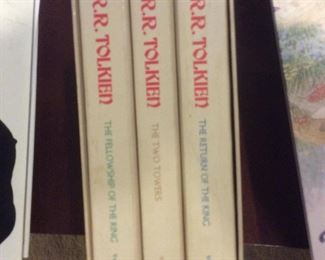 R.R. TOLKIEN
THE FELLOWSHIP OF THE RING
R.R. TOLKIEN
THE TWO TOWERS
R.R. TOLKIEN
THE RETURN OF THE KING